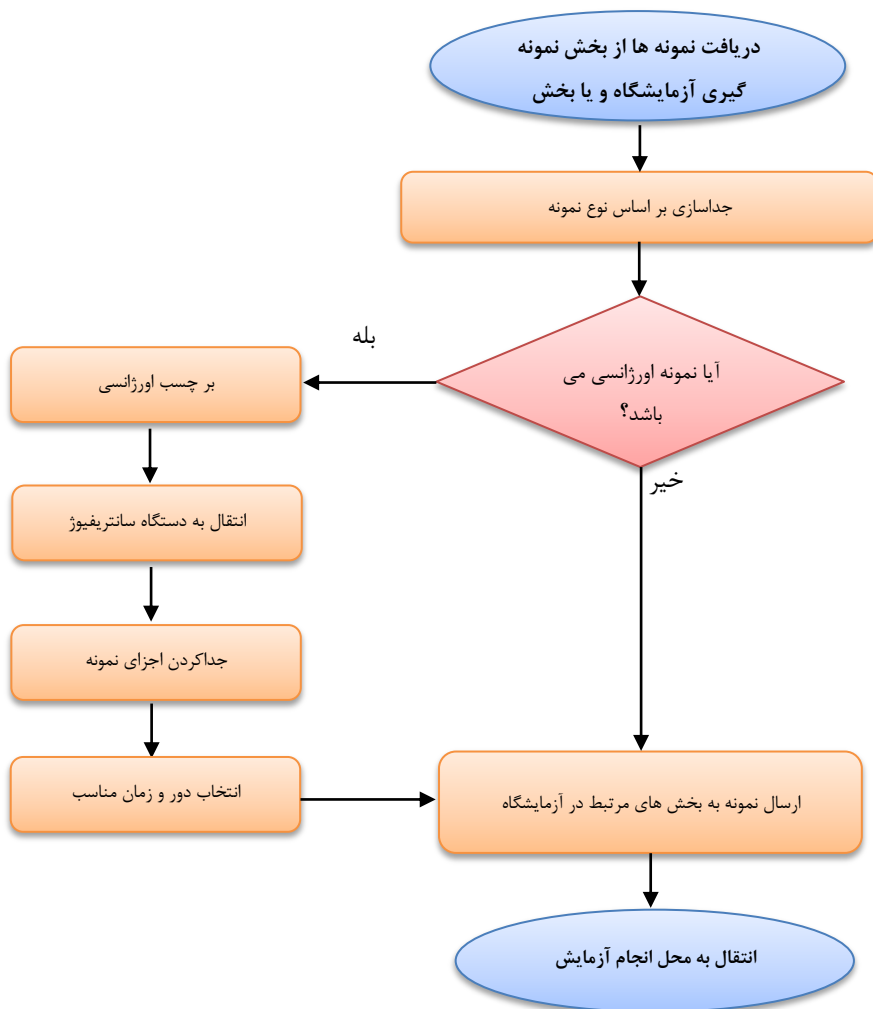 دریافت نمونه ها از بخش نمونه
گیری آزمایشگاه و یا بخش
جداسازی بر اساس نوع نمونه
آیا نمونه اورژانسی می
باشد؟
بله
بر چسب اورژانسی
انتقال به دستگاه سانتریفیوژ
جداکردن اجزای نمونه
انتخاب دور و زمان مناسب
خیر
ارسال نمونه به بخش های مرتبط در آزمایشگاه
انتقال به محل انجام آزمایش